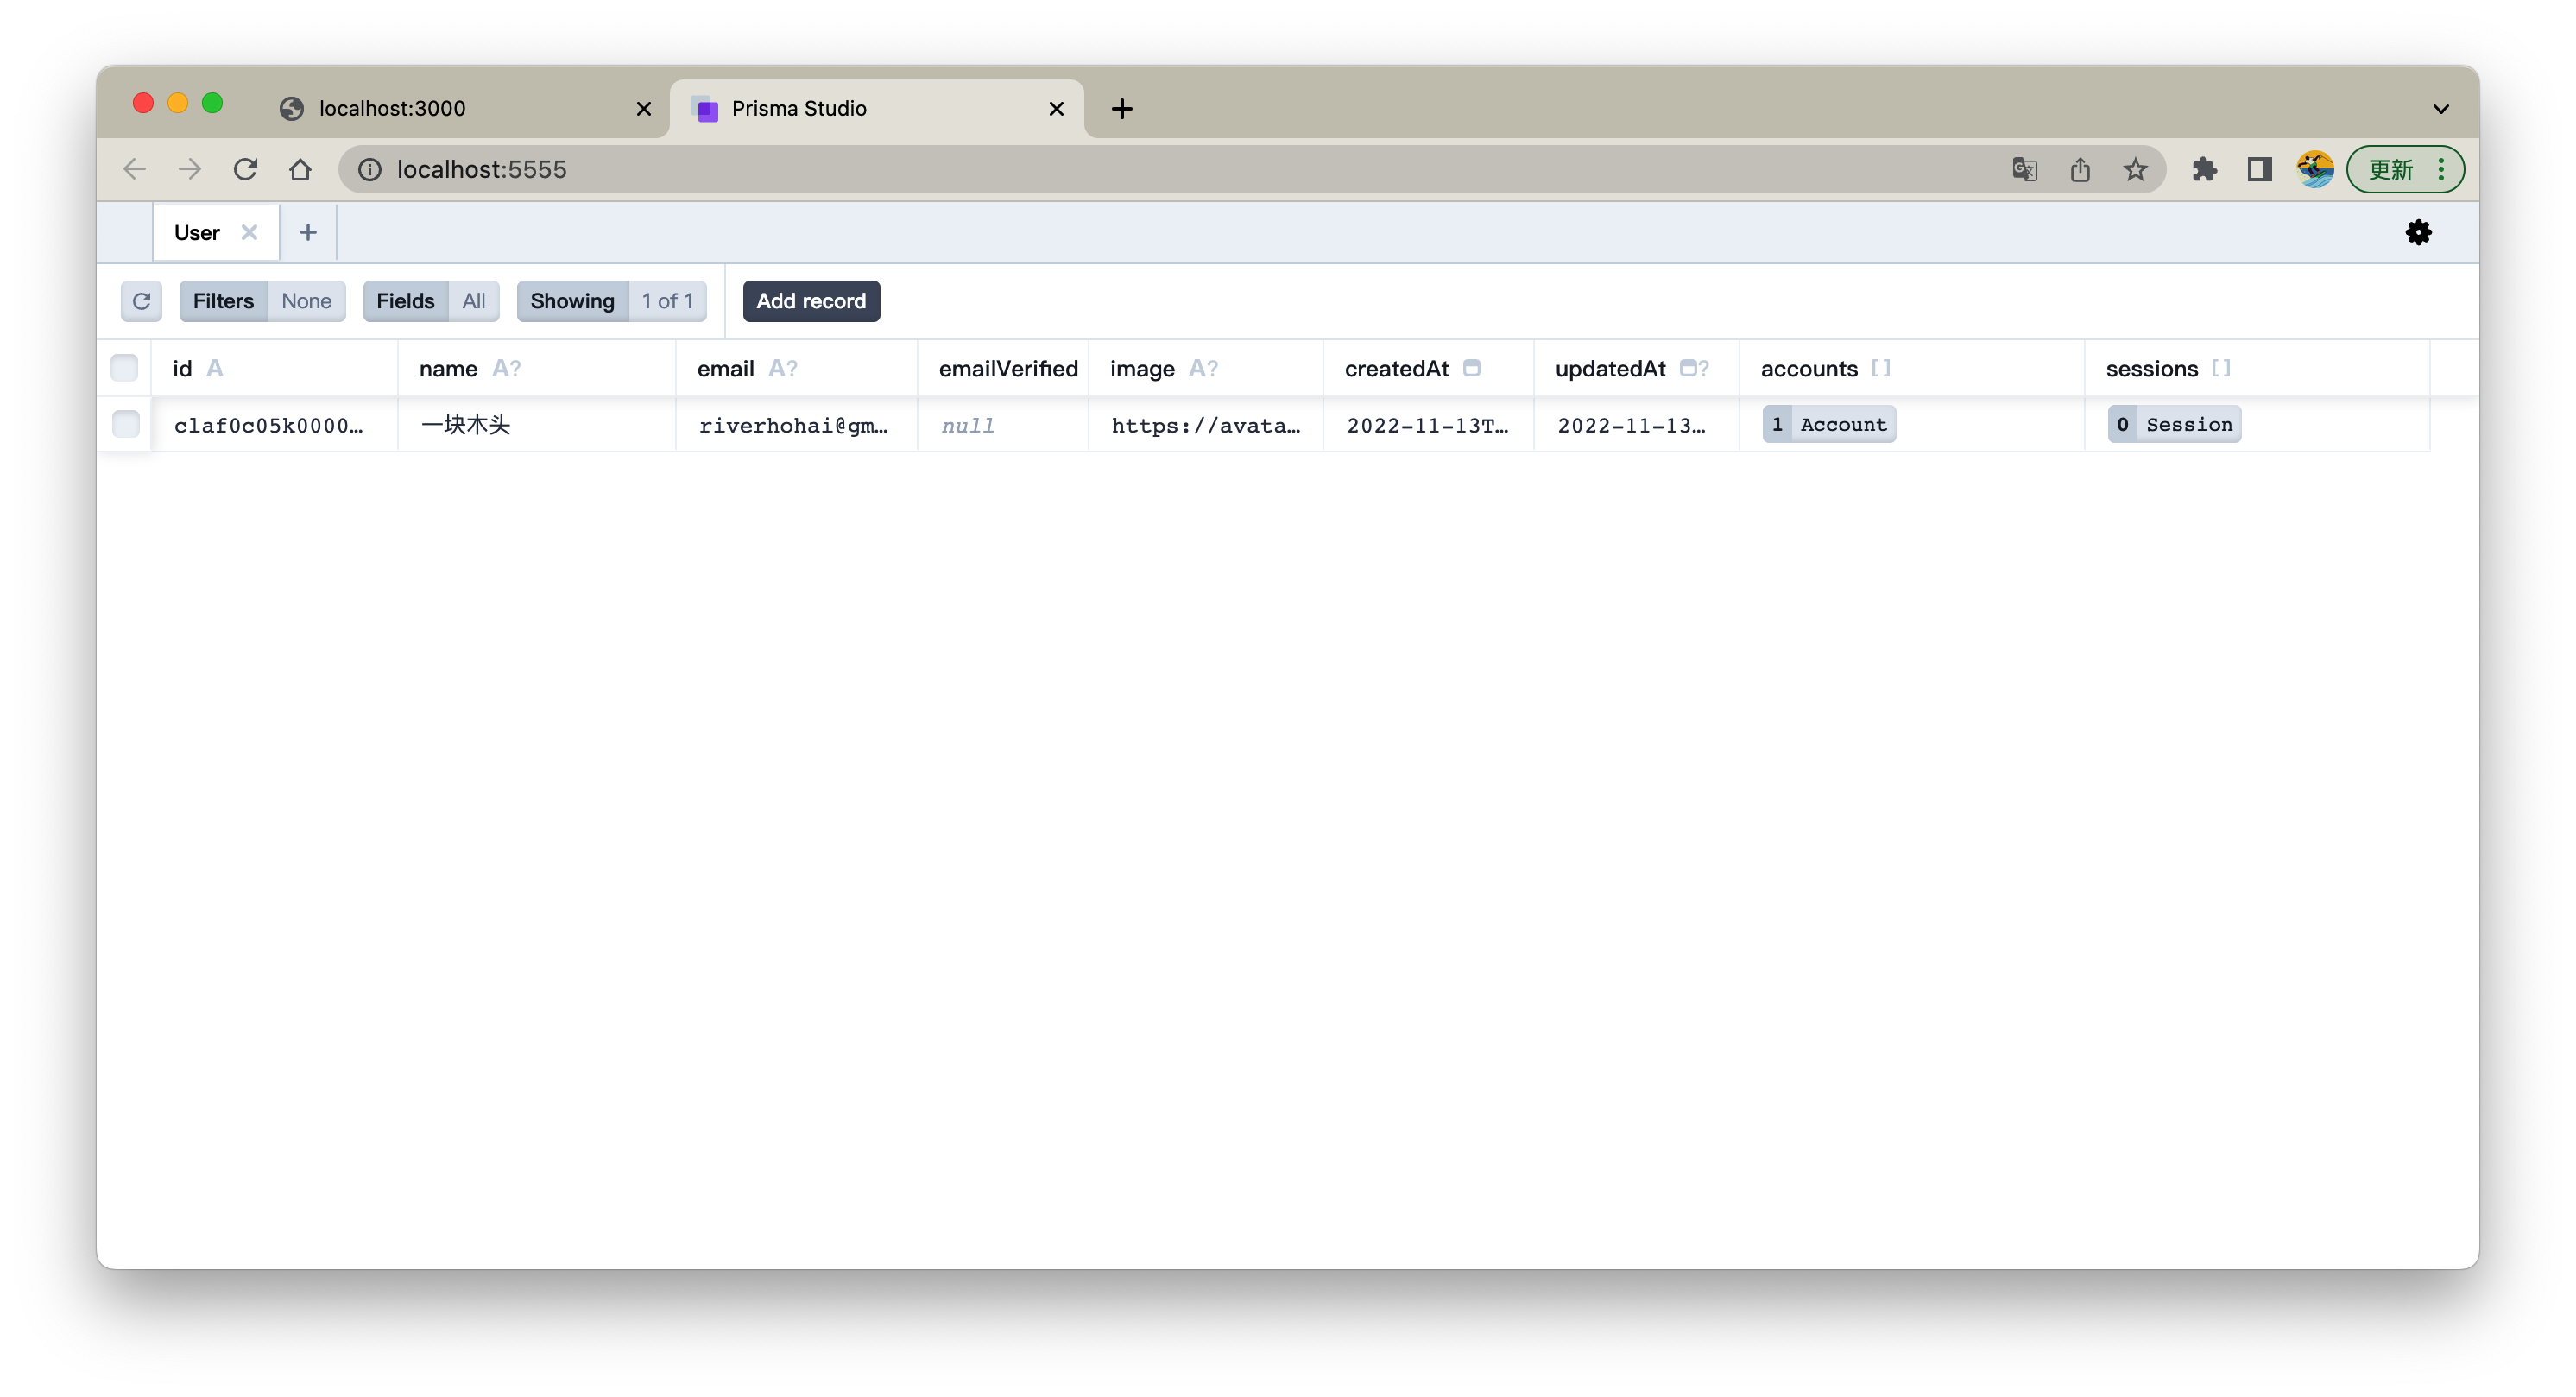 localhost:3000
Prisma Studio
localhost:5555
更新
User
Filters None
Fields All
Showing 1 of 1
Add record
id A
name A?
email A?
emailVerified
image A?
createdAt
updatedAt ?
accounts []
sessions []
claf0c05k0000…
一块木头
riverhohai@gm…
null
https://avata…
2022-11-13T…
2022-11-13…
1 Account
0 Session